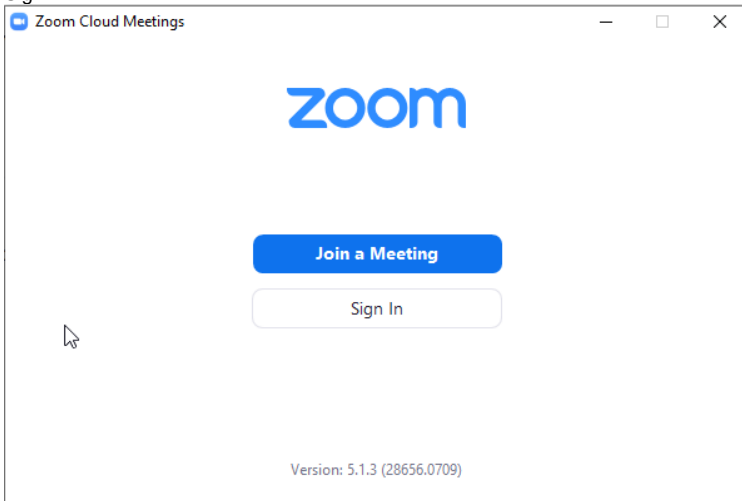 Zoom Cloud Meetings
zoom
Join a Meeting
Sign In
Version: 5.1.3 (28656.0709)